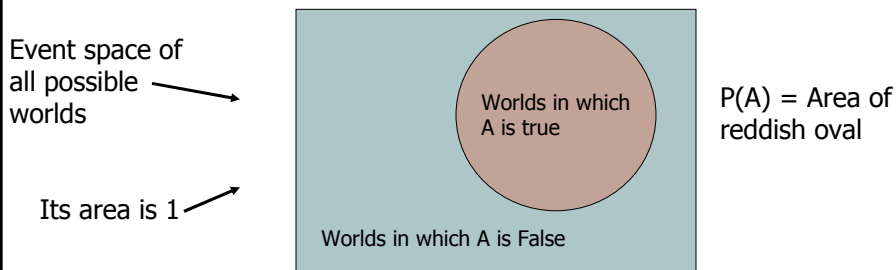 Event space of
all possible
worlds
Its area is 1
Worlds in which
A is true
Worlds in which A is False
P(A) = Area of
reddish oval